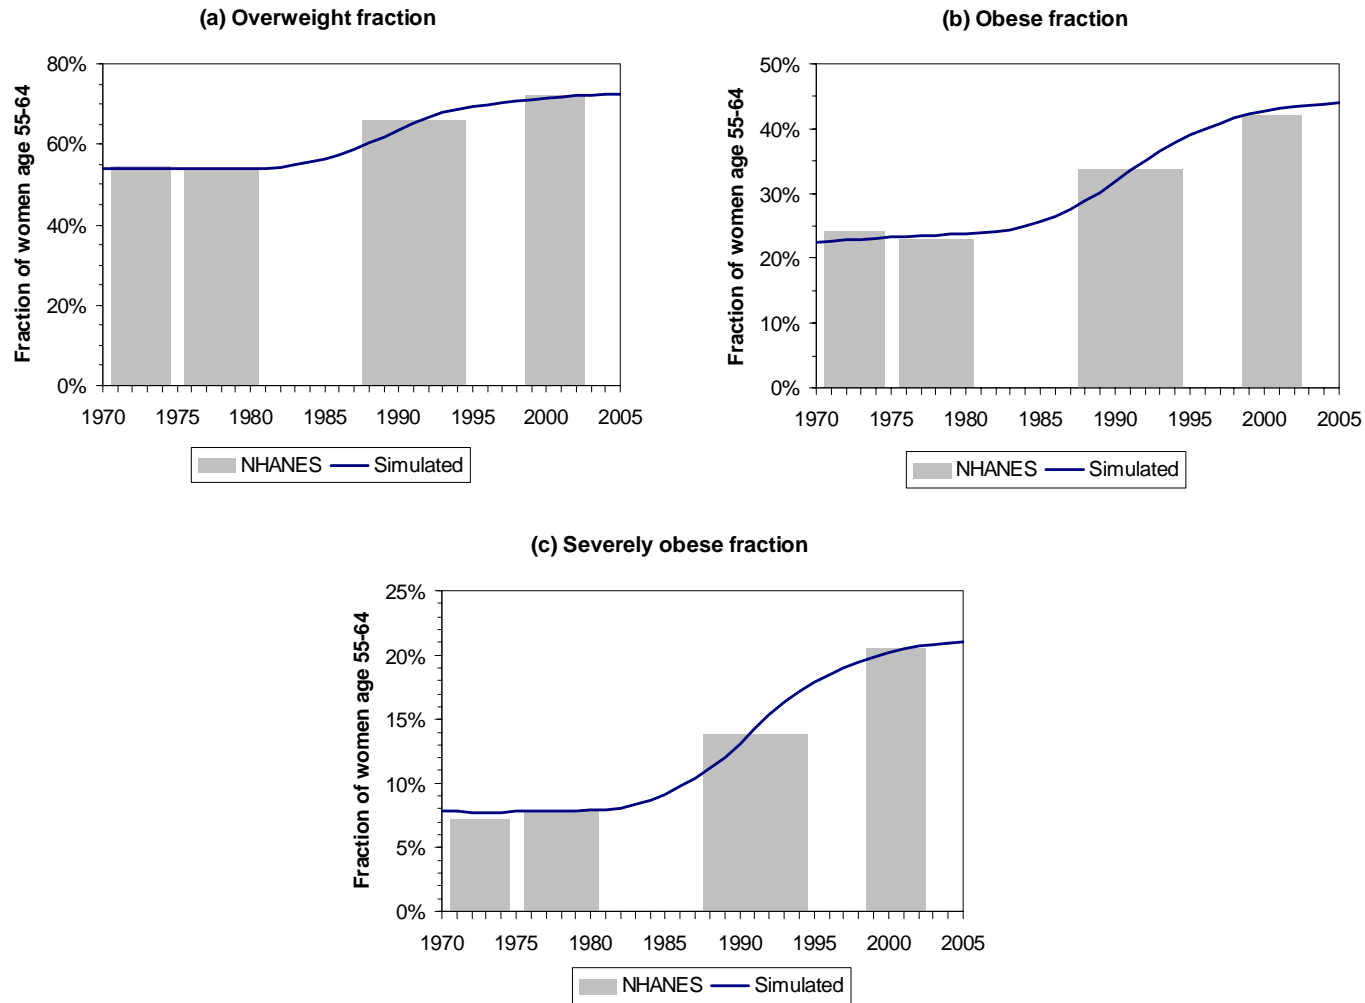 (a) Overweight fraction
Fraction of women age 55-64
80%
60%
40%
20%
0%
1970 1975 1980 1985 1990 1995 2000 2005
NHANES Simulated
(b) Obese fraction
Fraction of women age 55-64
50%
40%
30%
20%
10%
0%
1970 1975 1980 1985 1990 1995 2000 2005
NHANES Simulated
(c) Severely obese fraction
Fraction of women age 55-64
25%
20%
15%
10%
5%
0%
1970 1975 1980 1985 1990 1995 2000 2005
NHANES Simulated